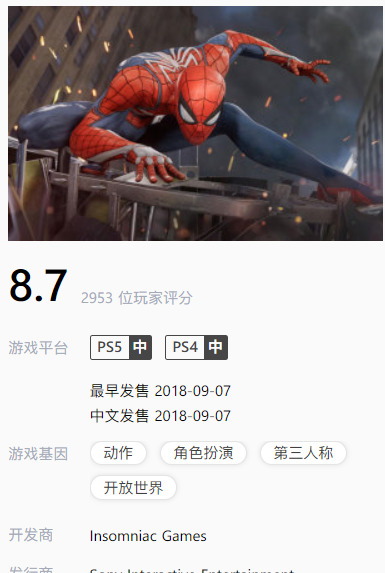 8.7 2953 位玩家评分
游戏平台 PS5 中 PS4 中
最早发售 2018-09-07
中文发售 2018-09-07
游戏基因 动作 角色扮演 第三人称
开放世界
开发商 Insomniac Games
发行商 Sony Interactive Entertainment